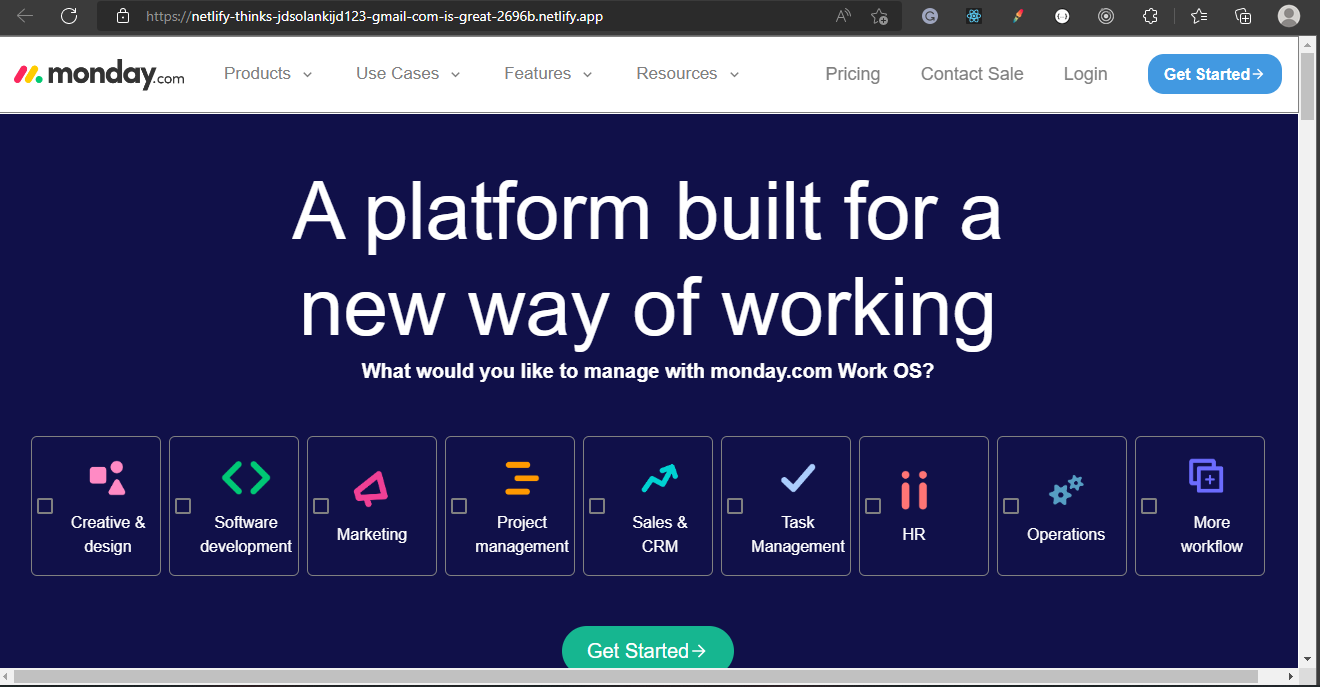 https://netlify-thinks-jdsolankijd123-gmail-com-is-great-2696b.netlify.app
monday.com
Products
Use Cases
Features
Resources
Pricing
Contact Sale
Login
Get Started→
A platform built for a
new way of working
What would you like to manage with monday.com Work OS?
Creative &
design
Software
development
Marketing
Project
management
Sales &
CRM
Task
Management
HR
Operations
More
workflow
Get Started→